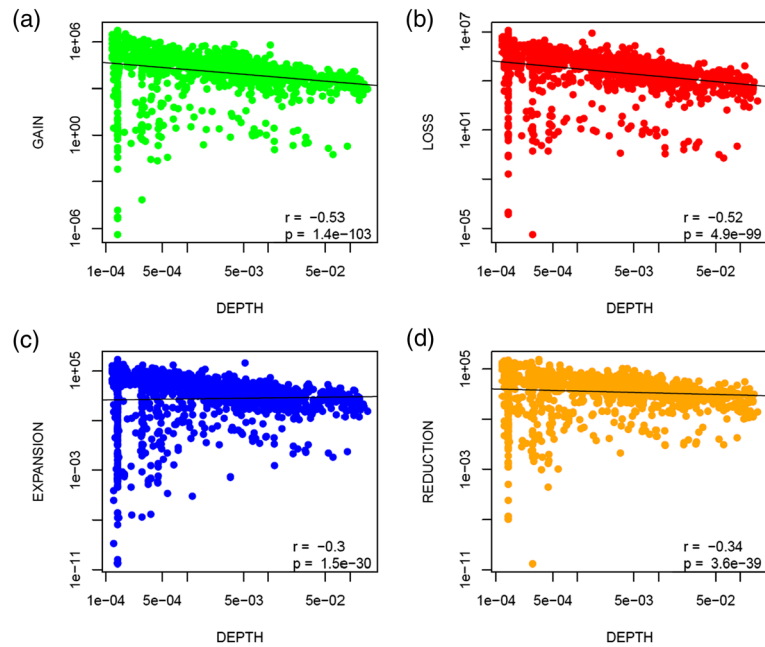 (a)
1e+06
1e+00
1e−06
GAIN
r = −0.53
p = 1.4e−103
1e−04 5e−04 5e−03 5e−02
DEPTH
(b)
1e+07
1e+01
1e−05
LOSS
r = −0.52
p = 4.9e−99
1e−04 5e−04 5e−03 5e−02
DEPTH
(c)
1e+05
1e−03
1e−11
EXPANSION
r = −0.3
p = 1.5e−30
1e−04 5e−04 5e−03 5e−02
DEPTH
(d)
1e+05
1e−03
1e−11
REDUCTION
r = −0.34
p = 3.6e−39
1e−04 5e−04 5e−03 5e−02
DEPTH